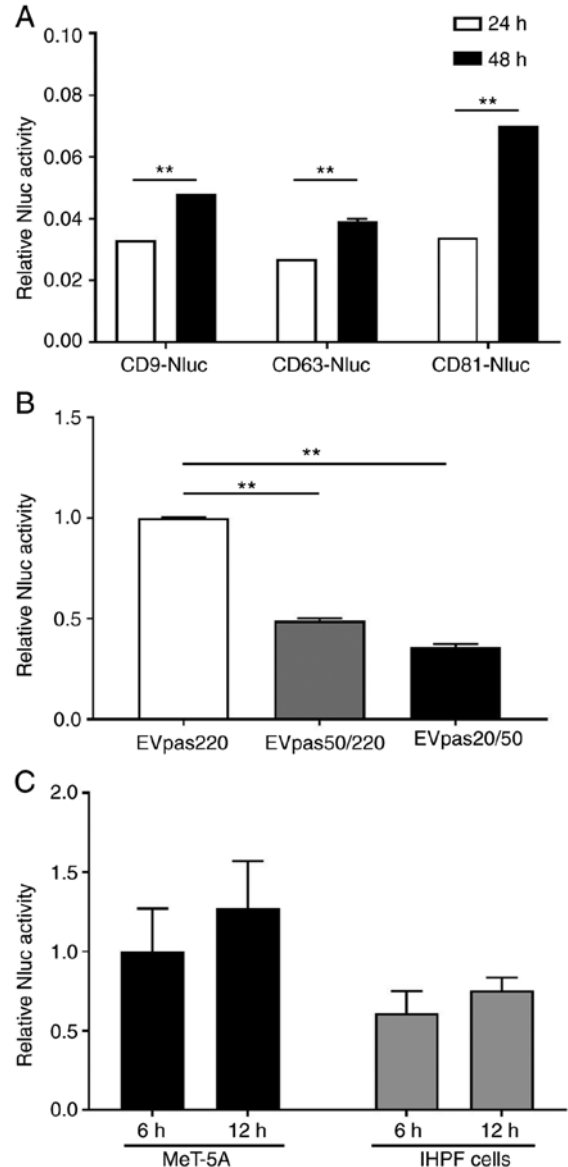 A
24 h
48 h
0.10
0.08
0.06
0.04
0.02
0.00
Relative Nluc activity
**
**
**
CD9-Nluc CD63-Nluc CD81-Nluc
B
1.5
1.0
0.5
0.0
Relative Nluc activity
**
**
EVpas220 EVpas50/220 EVpas20/50
C
2.0
1.5
1.0
0.5
0.0
Relative Nluc activity
6 h 12 h 6 h 12 h
MeT-5A IHPF cells